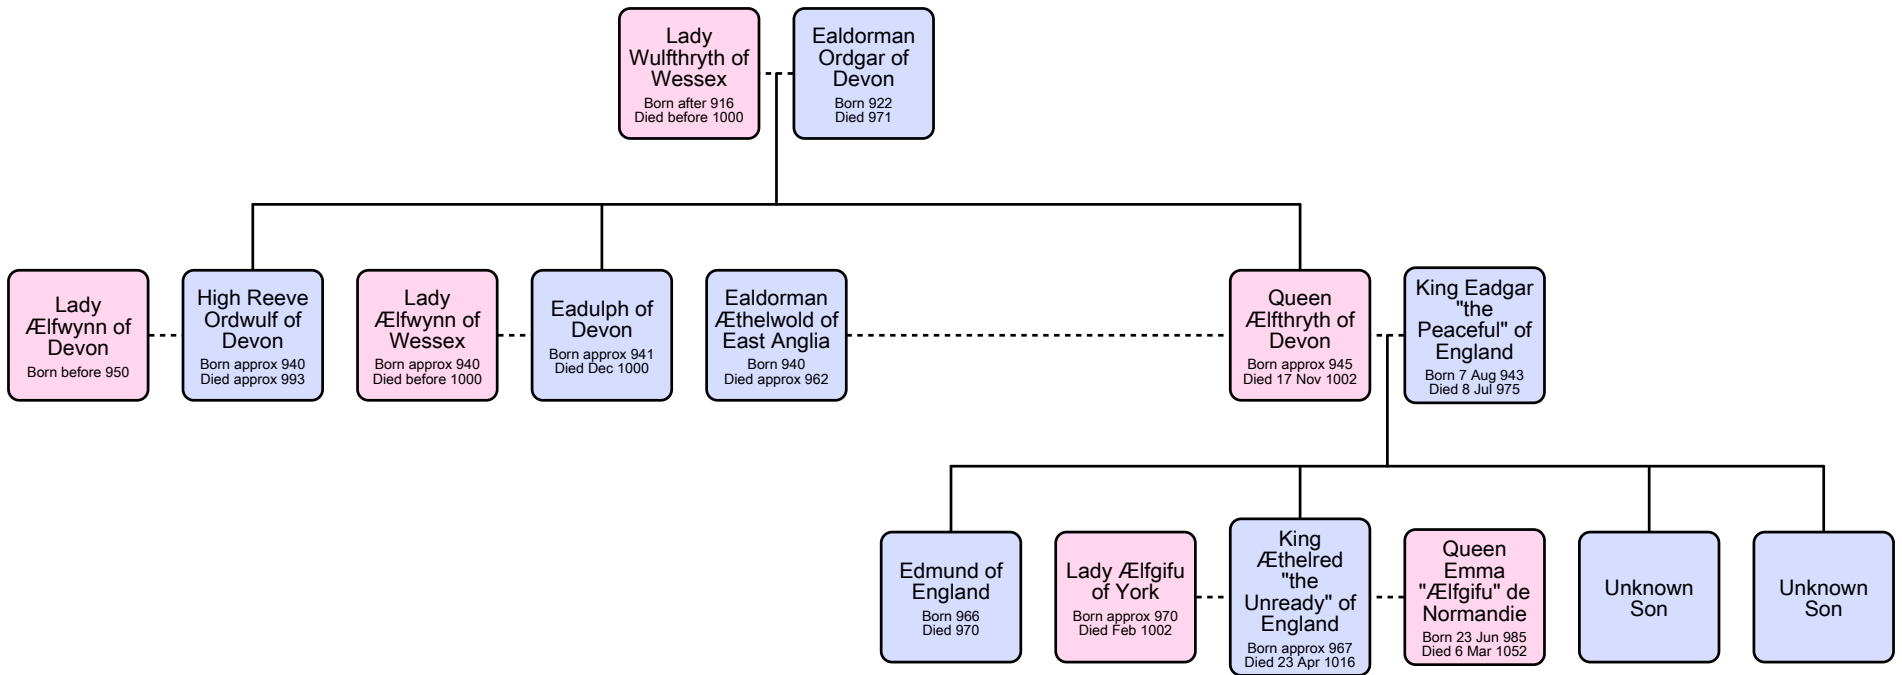 Lady
Wulfthryth of
Wessex
Born after 916
Died before 1000
Ealdorman
Ordgar of
Devon
Born 922
Died 971
Lady
Ælfwynn of
Devon
Born before 950
High Reeve
Ordwulf of
Devon
Born approx 940
Died approx 993
Lady
Ælfwynn of
Wessex
Born approx 940
Died before 1000
Eadulph of
Devon
Born approx 941
Died Dec 1000
Ealdorman
Æthelwold of
East Anglia
Born 940
Died approx 962
Queen
Ælfthryth of
Devon
Born approx 945
Died 17 Nov 1002
King Eadgar
"the
Peaceful" of
England
Born 7 Aug 943
Died 8 Jul 975
Edmund of
England
Born 966
Died 970
Lady Ælfgifu
of York
Born approx 970
Died Feb 1002
King
Æthelred
"the
Unready" of
England
Born approx 967
Died 23 Apr 1016
Queen
Emma
"Ælfgifu" de
Normandie
Born 23 Jun 985
Died 6 Mar 1052
Unknown
Son
Unknown
Son